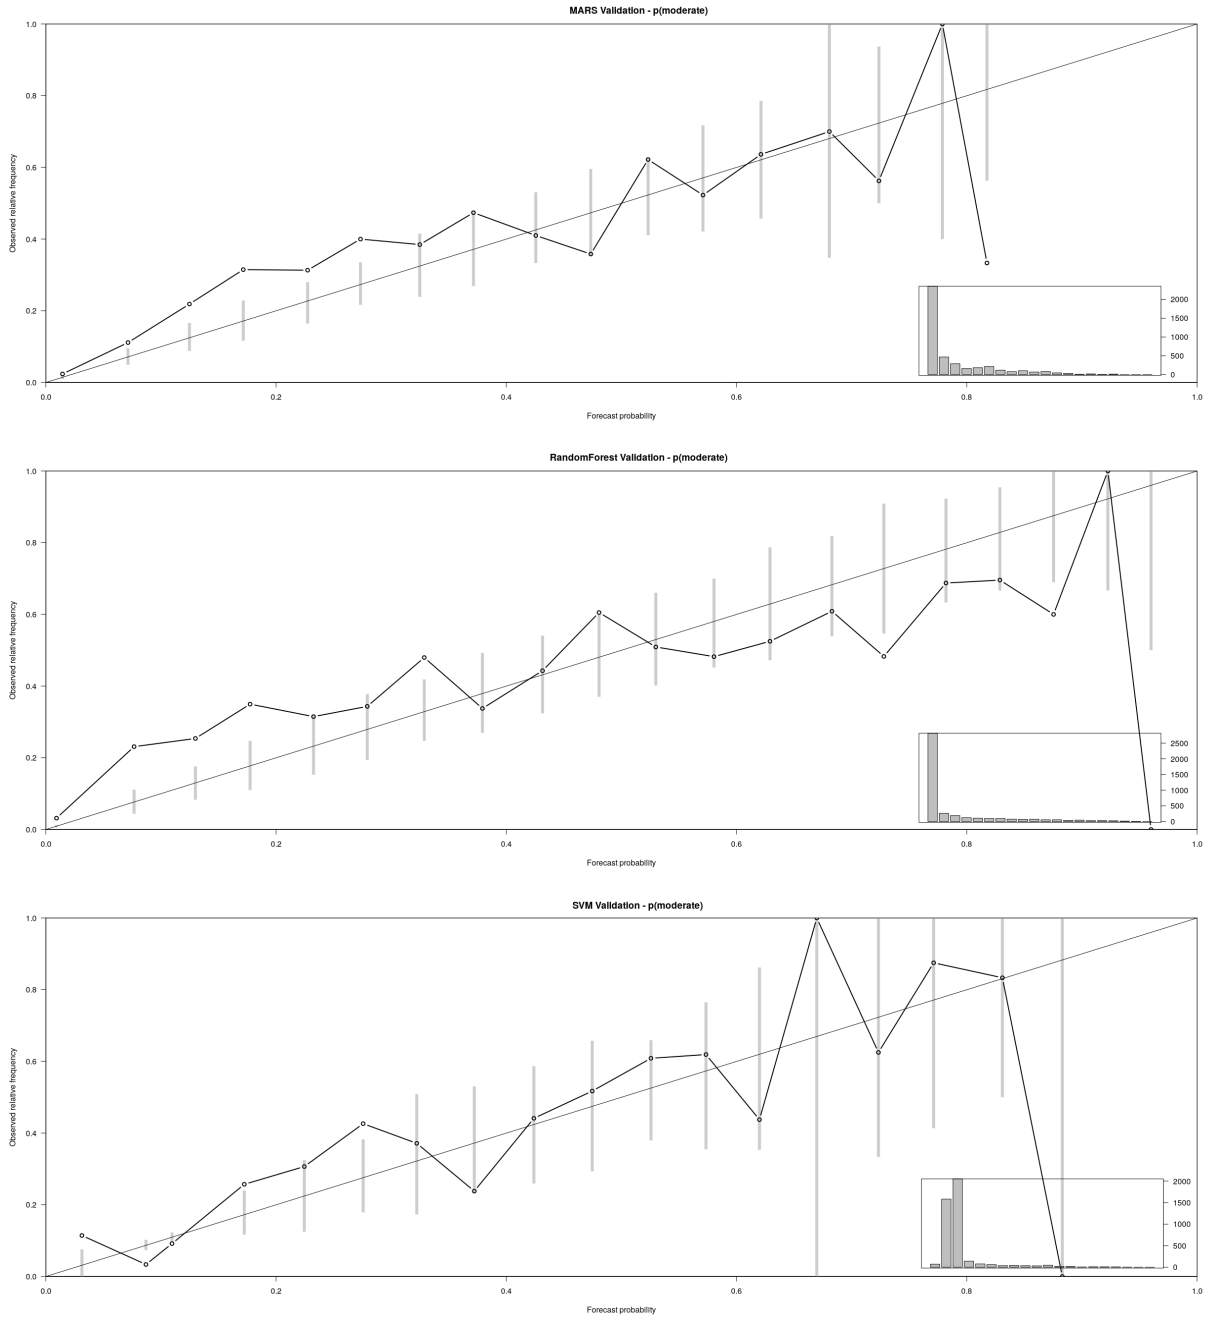 MARS Validation - p(moderate)
1.0
0.8
0.6
0.4
0.2
0.0
Observed relative frequency
2000
1500
1000
500
0
0.0 0.2 0.4 0.6 0.8 1.0
Forecast probability
RandomForest Validation - p(moderate)
1.0
0.8
0.6
0.4
0.2
0.0
Observed relative frequency
2500
2000
1500
1000
500
0
0.0 0.2 0.4 0.6 0.8 1.0
Forecast probability
SVM Validation - p(moderate)
1.0
0.8
0.6
0.4
0.2
0.0
Observed relative frequency
2000
1500
1000
500
0
0.0 0.2 0.4 0.6 0.8 1.0
Forecast probability